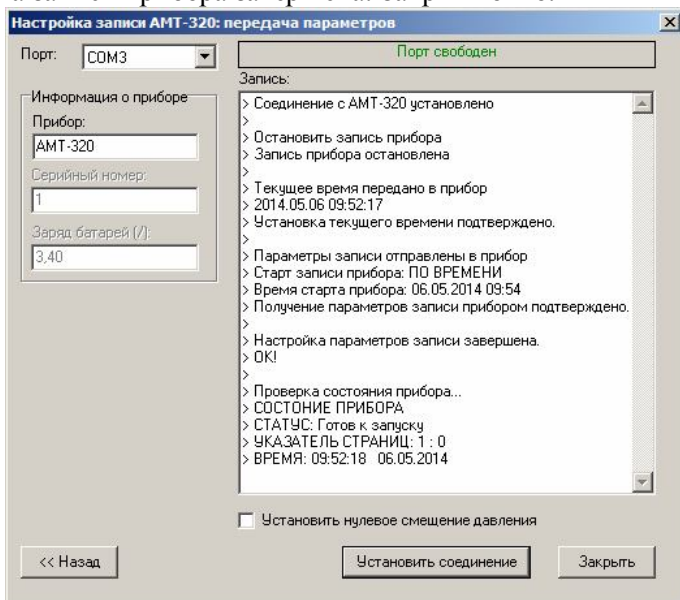 Настройка записи АМТ-320: передача параметров
Порт:
COM3
Порт свободен
Запись:
Информация о приборе
Прибор:
АМТ-320
Серийный номер:
1
Заряд батарей (/):
3,40
> Соединение с АМТ-320 установлено
>
> Остановить запись прибора
> Запись прибора остановлена
>
> Текущее время передано в прибор
> 2014.05.06 09:52:17
> Установка текущего времени подтверждено.
>
> Параметры записи отправлены в прибор
> Старт записи прибора: ПО ВРЕМЕНИ
> Время старта прибора: 06.05.2014 09:54
> Получение параметров записи прибором подтверждено.
>
> Настройка параметров записи завершена.
> OK!
>
> Проверка состояния прибора...
> СОСТОНИЕ ПРИБОРА
> СТАТУС: Готов к запуску
> УКАЗАТЕЛЬ СТРАНИЦ: 1 : 0
> ВРЕМЯ: 09:52:18 06.05.2014
Установить нулевое смещение давления
<< Назад
Установить соединение
Закрыть